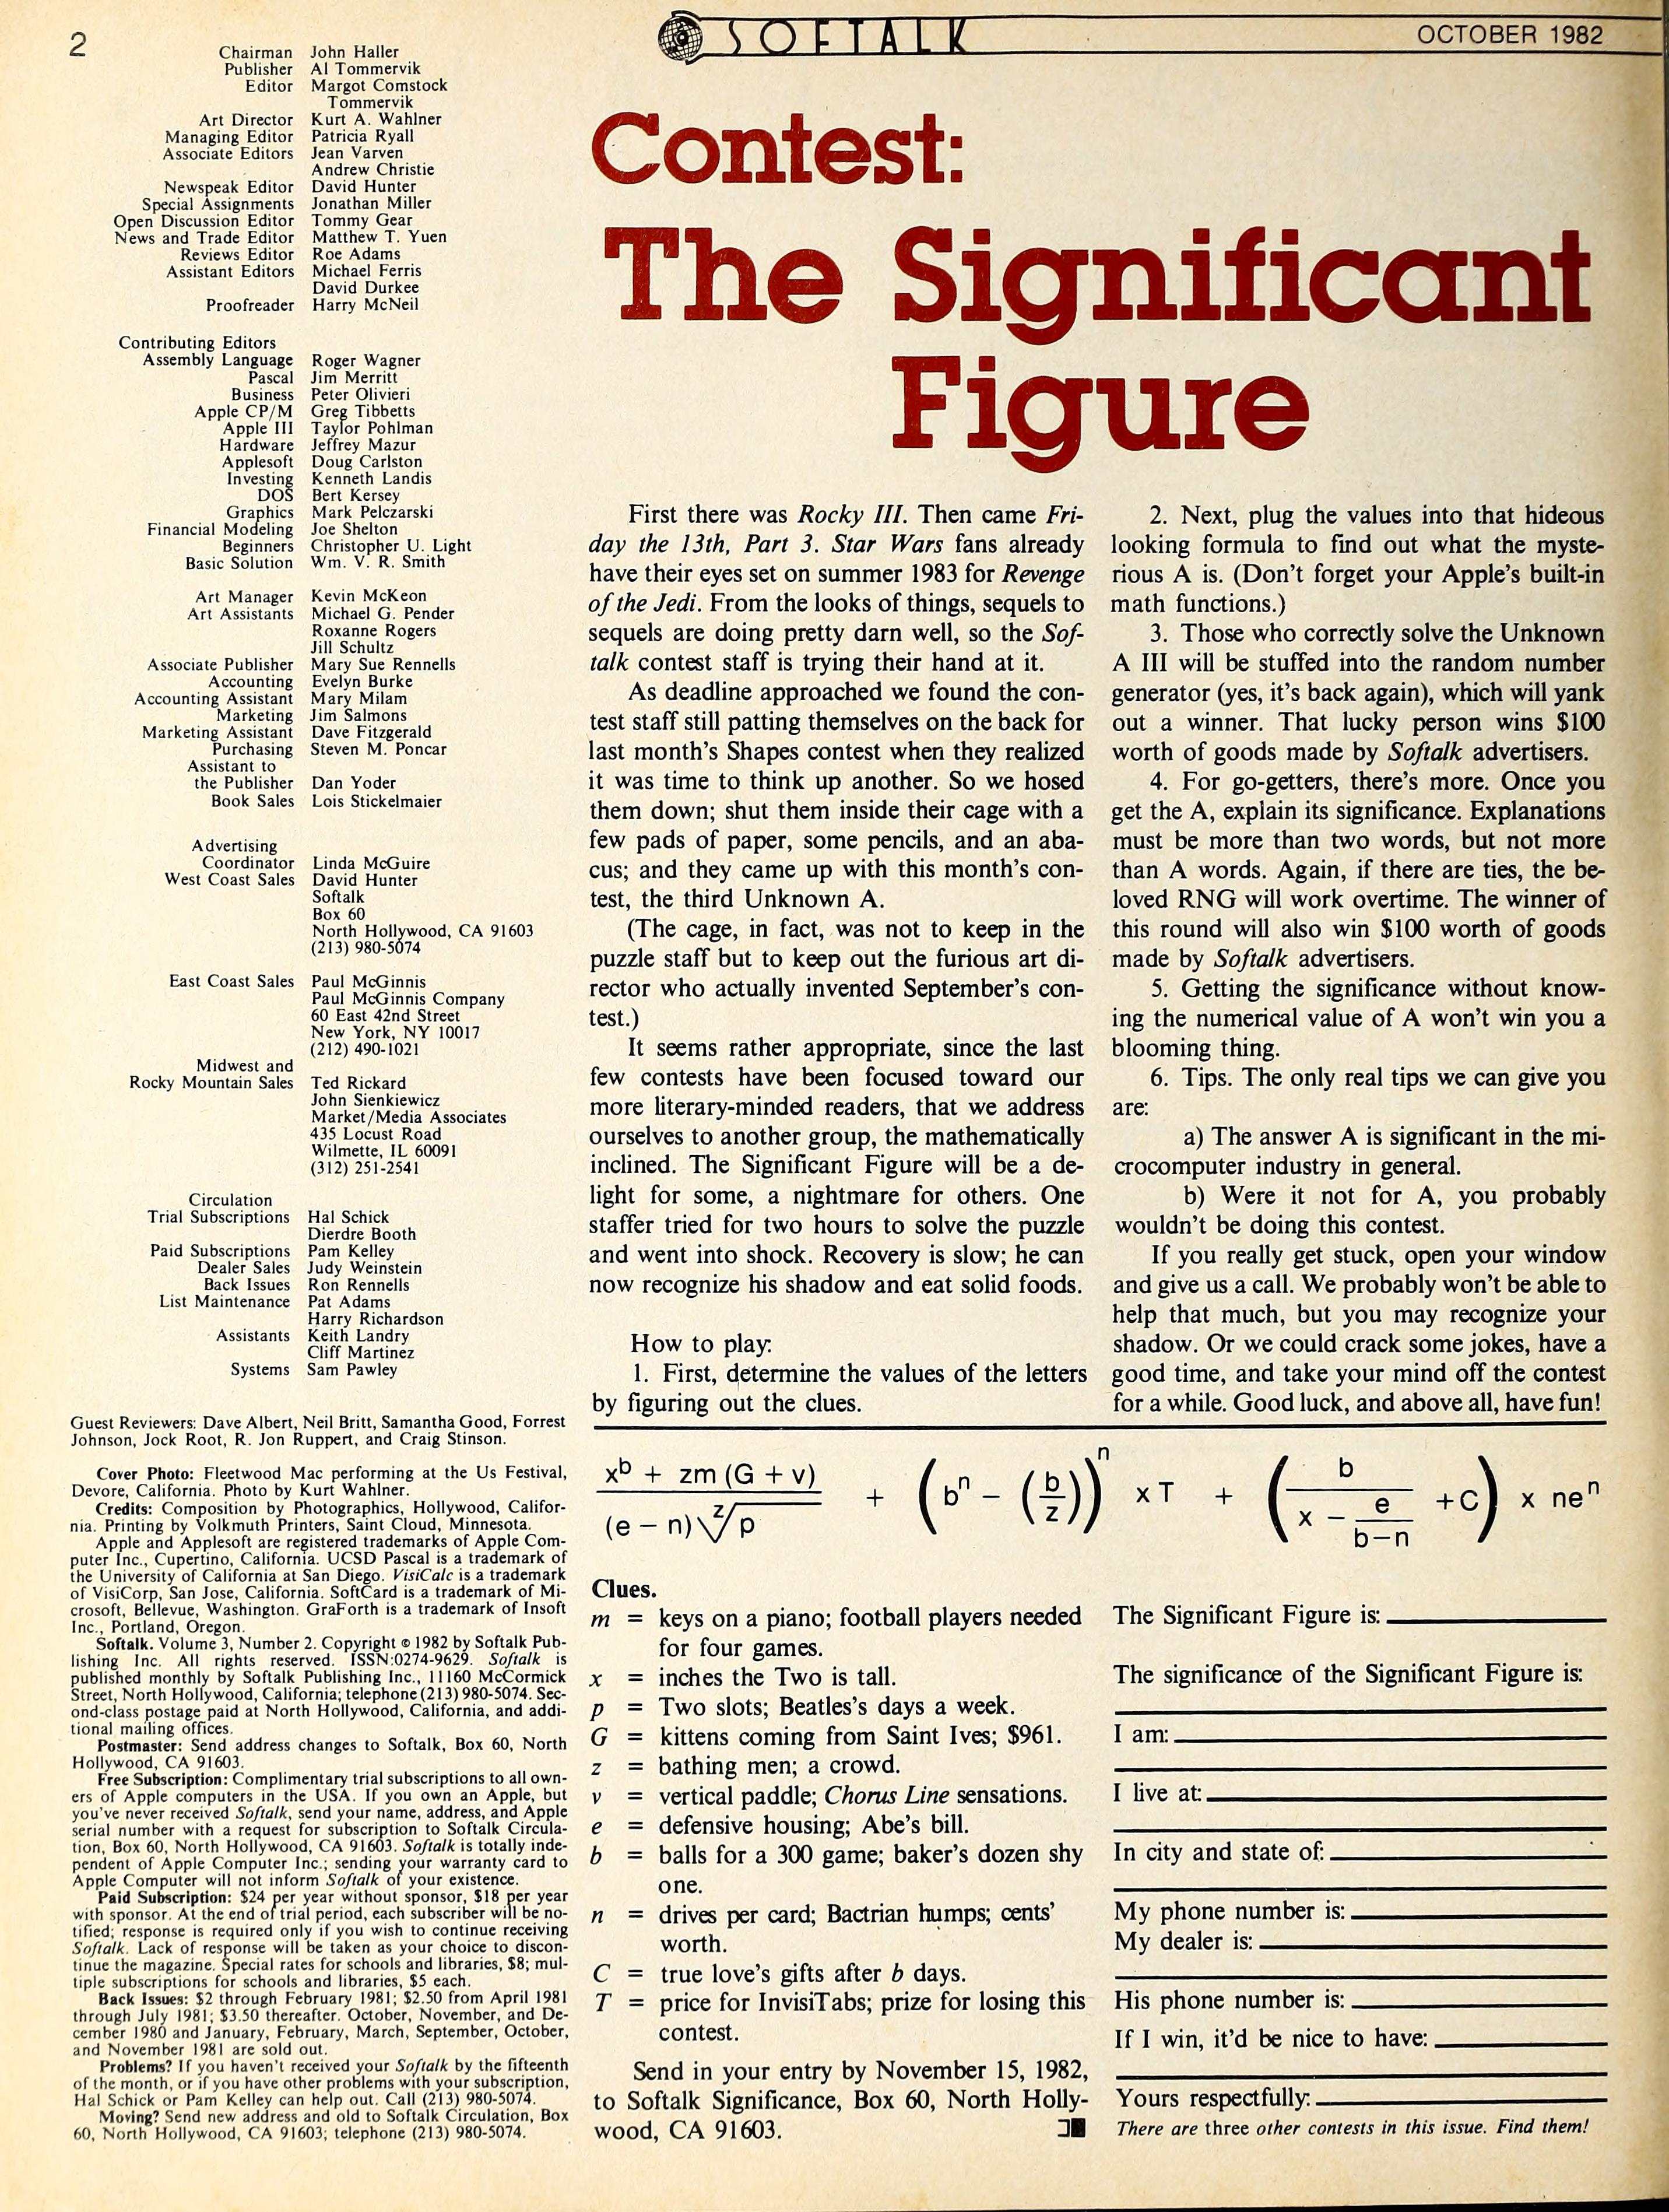 2
SOFTALK
OCTOBER 1982
Chairman John Haller
Publisher Al Tommervik
Editor Margot Comstock
Tommervik
Art Director Kurt A. Wahlner
Managing Editor Patricia Ryall
Associate Editors Jean Varven
Andrew Christie
Newspeak Editor David Hunter
Special Assignments Jonathan Miller
Open Discussion Editor Tommy Gear
News and Trade Editor Matthew T. Yuen
Reviews Editor Roe Adams
Assistant Editors Michael Ferris
David Durkee
Proofreader Harry McNeil
Contributing Editors
Assembly Language Roger Wagner
Pascal Jim Merritt
Business Peter Olivieri
Apple CP/M Greg Tibbetts
Apple III Taylor Pohlman
Hardware Jeffrey Mazur
Applesoft Doug Carlston
Investing Kenneth Landis
DOS Bert Kersey
Graphics Mark Pelczarski
Financial Modeling Joe Shelton
Beginners Christopher U. Light
Basic Solution Wm. V. R. Smith
Art Manager Kevin McKeon
Art Assistants Michael G. Pender
Roxanne Rogers
Jill Schultz
Associate Publisher Mary Sue Rennells
Accounting Evelyn Burke
Accounting Assistant Mary Milam
Marketing Jim Salmons
Marketing Assistant Dave Fitzgerald
Purchasing Steven M. Poncar
Assistant to
the Publisher Dan Yoder
Book Sales Lois Stickelmaier
Advertising
Coordinator Linda McGuire
West Coast Sales David Hunter
Softalk
Box 60
North Hollywood, CA 91603
(213) 980-5074
East Coast Sales Paul McGinnis
Paul McGinnis Company
60 East 42nd Street
New York, NY 10017
(212) 490-1021
Midwest and
Rocky Mountain Sales Ted Rickard
John Sienkiewicz
Market/Media Associates
435 Locust Road
Wilmette, IL 60091
(312) 251-2541
Circulation
Trial Subscriptions Hal Schick
Dierdre Booth
Paid Subscriptions Pam Kelley
Dealer Sales Judy Weinstein
Back Issues Ron Rennells
List Maintenance Pat Adams
Harry Richardson
Assistants Keith Landry
Cliff Martinez
Systems Sam Pawley
Guest Reviewers: Dave Albert, Neil Britt, Samantha Good, Forrest
Johnson, Jock Root, R. Jon Ruppert, and Craig Stinson.
Cover Photo: Fleetwood Mac performing at the Us Festival,
Devore, California. Photo by Kurt Wahlner.
Credits: Composition by Photographics, Hollywood, Califor-
nia. Printing by Volkmuth Printers, Saint Cloud, Minnesota.
Apple and Applesoft are registered trademarks of Apple Com-
puter Inc., Cupertino, California. UCSD Pascal is a trademark of
the University of California at San Diego. VisiCalc is a trademark
of VisiCorp, San Jose, California. SoftCard is a trademark of Mi-
crosoft, Bellevue, Washington. GraForth is a trademark of Insoft
Inc., Portland, Oregon.
Softalk. Volume 3, Number 2. Copyright © 1982 by Softalk Pub-
lishing Inc. All rights reserved. ISSN:0274-9629. Softalk is
published monthly by Softalk Publishing Inc., 11160 McCormick
Street, North Hollywood, California; telephone (213) 980-5074. Sec-
ond-class postage paid at North Hollywood, California, and addi-
tional mailing offices.
Postmaster: Send address changes to Softalk, Box 60, North
Hollywood, CA 91603.
Free Subscription: Complimentary trial subscriptions to all own-
ers of Apple computers in the USA. If you own an Apple, but
you've never received Softalk, send your name, address, and Apple
serial number with a request for subscription to Softalk Circula-
tion, Box 60, North Hollywood, CA 91603. Softalk is totally inde-
pendent of Apple Computer Inc.; sending your warranty card to
Apple Computer will not inform Softalk of your existence.
Paid Subscription: $24 per year without sponsor, $18 per year
with sponsor. At the end of trial period, each subscriber will be no-
tified; response is required only if you wish to continue receiving
Softalk. Lack of response will be taken as your choice to discon-
tinue the magazine. Special rates for schools and libraries, $8; mul-
tiple subscriptions for schools and libraries, $5 each.
Back Issues: $2 through February 1981; $2.50 from April 1981
through July 1981; $3.50 thereafter. October, November, and De-
cember 1980 and January, February, March, September, October,
and November 1981 are sold out.
Problems? If you haven't received your Softalk by the fifteenth
of the month, or if you have other problems with your subscription,
Hal Schick or Pam Kelley can help out. Call (213) 980-5074.
Moving? Send new address and old to Softalk Circulation, Box
60, North Hollywood, CA 91603; telephone (213) 980-5074.
Contest:
The Significant
Figure
First there was Rocky III. Then came Fri-
day the 13th, Part 3. Star Wars fans already
have their eyes set on summer 1983 for Revenge
of the Jedi. From the looks of things, sequels to
sequels are doing pretty darn well, so the Sof-
talk contest staff is trying their hand at it.
As deadline approached we found the con-
test staff still patting themselves on the back for
last month's Shapes contest when they realized
it was time to think up another. So we hosed
them down; shut them inside their cage with a
few pads of paper, some pencils, and an aba-
cus; and they came up with this month's con-
test, the third Unknown A.
(The cage, in fact, was not to keep in the
puzzle staff but to keep out the furious art di-
rector who actually invented September's con-
test.)
It seems rather appropriate, since the last
few contests have been focused toward our
more literary-minded readers, that we address
ourselves to another group, the mathematically
inclined. The Significant Figure will be a de-
light for some, a nightmare for others. One
staffer tried for two hours to solve the puzzle
and went into shock. Recovery is slow; he can
now recognize his shadow and eat solid foods.
How to play:
1. First, determine the values of the letters
by figuring out the clues.
2. Next, plug the values into that hideous
looking formula to find out what the myste-
rious A is. (Don't forget your Apple's built-in
math functions.)
3. Those who correctly solve the Unknown
A III will be stuffed into the random number
generator (yes, it's back again), which will yank
out a winner. That lucky person wins $100
worth of goods made by Softalk advertisers.
4. For go-getters, there's more. Once you
get the A, explain its significance. Explanations
must be more than two words, but not more
than A words. Again, if there are ties, the be-
loved RNG will work overtime. The winner of
this round will also win $100 worth of goods
made by Softalk advertisers.
5. Getting the significance without know-
ing the numerical value of A won't win you a
blooming thing.
6. Tips. The only real tips we can give you
are:
a) The answer A is significant in the mi-
crocomputer industry in general.
b) Were it not for A, you probably
wouldn't be doing this contest.
If you really get stuck, open your window
and give us a call. We probably won't be able to
help that much, but you may recognize your
shadow. Or we could crack some jokes, have a
good time, and take your mind off the contest
for a while. Good luck, and above all, have fun!
(x^b + zm (G + v)) / ((e − n) ᶻ√p) + (b^n − (b/z))^n x T + (b / (x − e/(b−n)) + C) x ne^n
Clues.
m = keys on a piano; football players needed
for four games.
x = inches the Two is tall.
p = Two slots; Beatles's days a week.
G = kittens coming from Saint Ives; $961.
z = bathing men; a crowd.
v = vertical paddle; Chorus Line sensations.
e = defensive housing; Abe's bill.
b = balls for a 300 game; baker's dozen shy
one.
n = drives per card; Bactrian humps; cents'
worth.
C = true love's gifts after b days.
T = price for InvisiTabs; prize for losing this
contest.
Send in your entry by November 15, 1982,
to Softalk Significance, Box 60, North Holly-
wood, CA 91603.
The Significant Figure is:
The significance of the Significant Figure is:
I am:
I live at:
In city and state of:
My phone number is:
My dealer is:
His phone number is:
If I win, it'd be nice to have:
Yours respectfully:
There are three other contests in this issue. Find them!